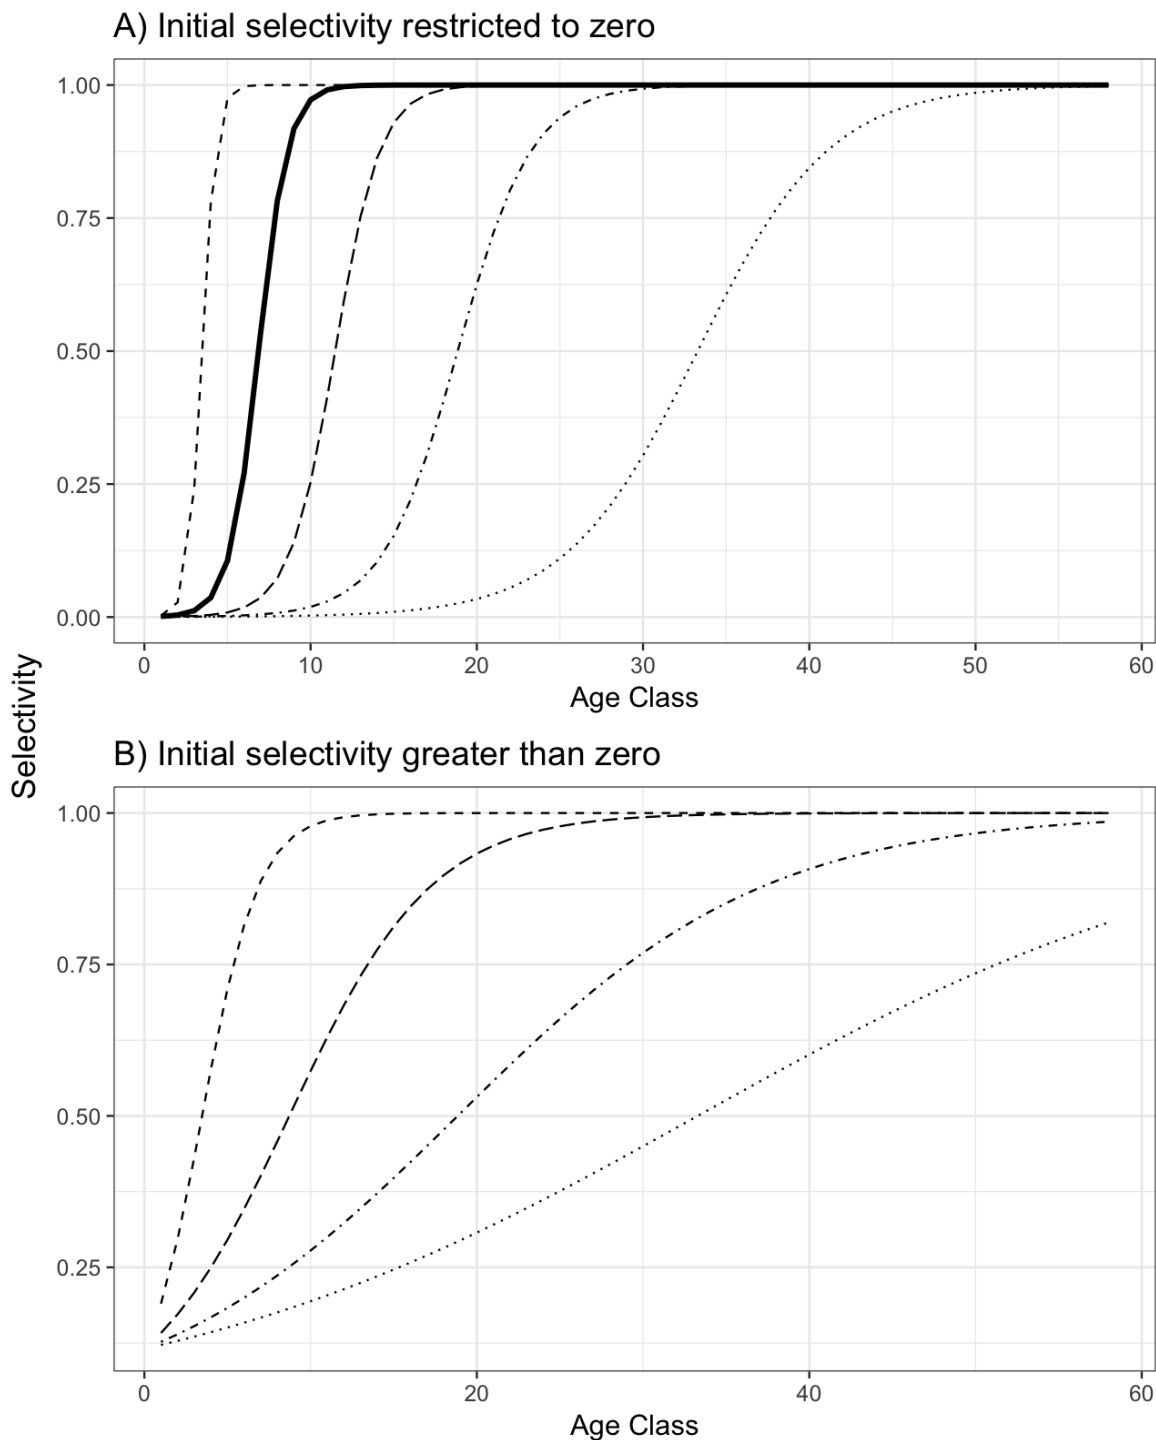 A) Initial selectivity restricted to zero
1.00
0.75
0.50
0.25
0.00
0 10 20 30 40 50 60
Age Class
Selectivity
B) Initial selectivity greater than zero
1.00
0.75
0.50
0.25
0 20 40 60
Age Class